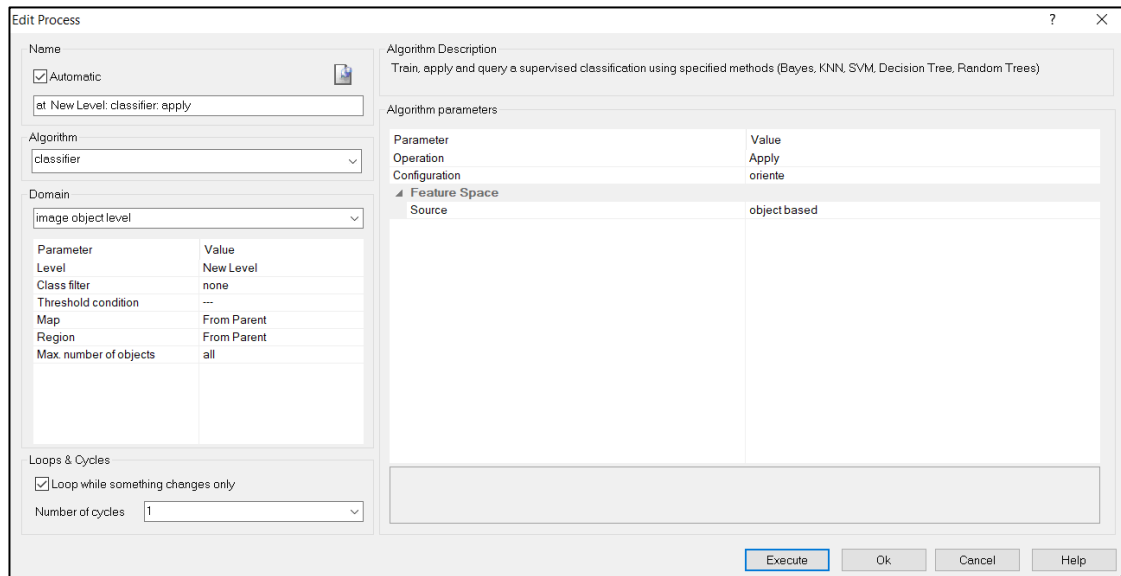 Edit Process
? X
Name
Automatic
at New Level: classifier: apply
Algorithm
classifier
Domain
image object level
Parameter Value
Level New Level
Class filter none
Threshold condition ---
Map From Parent
Region From Parent
Max. number of objects all
Loops & Cycles
Loop while something changes only
Number of cycles 1
Algorithm Description
Train, apply and query a supervised classification using specified methods (Bayes, KNN, SVM, Decision Tree, Random Trees)
Algorithm parameters
Parameter Value
Operation Apply
Configuration oriente
Feature Space
Source object based
Execute Ok Cancel Help